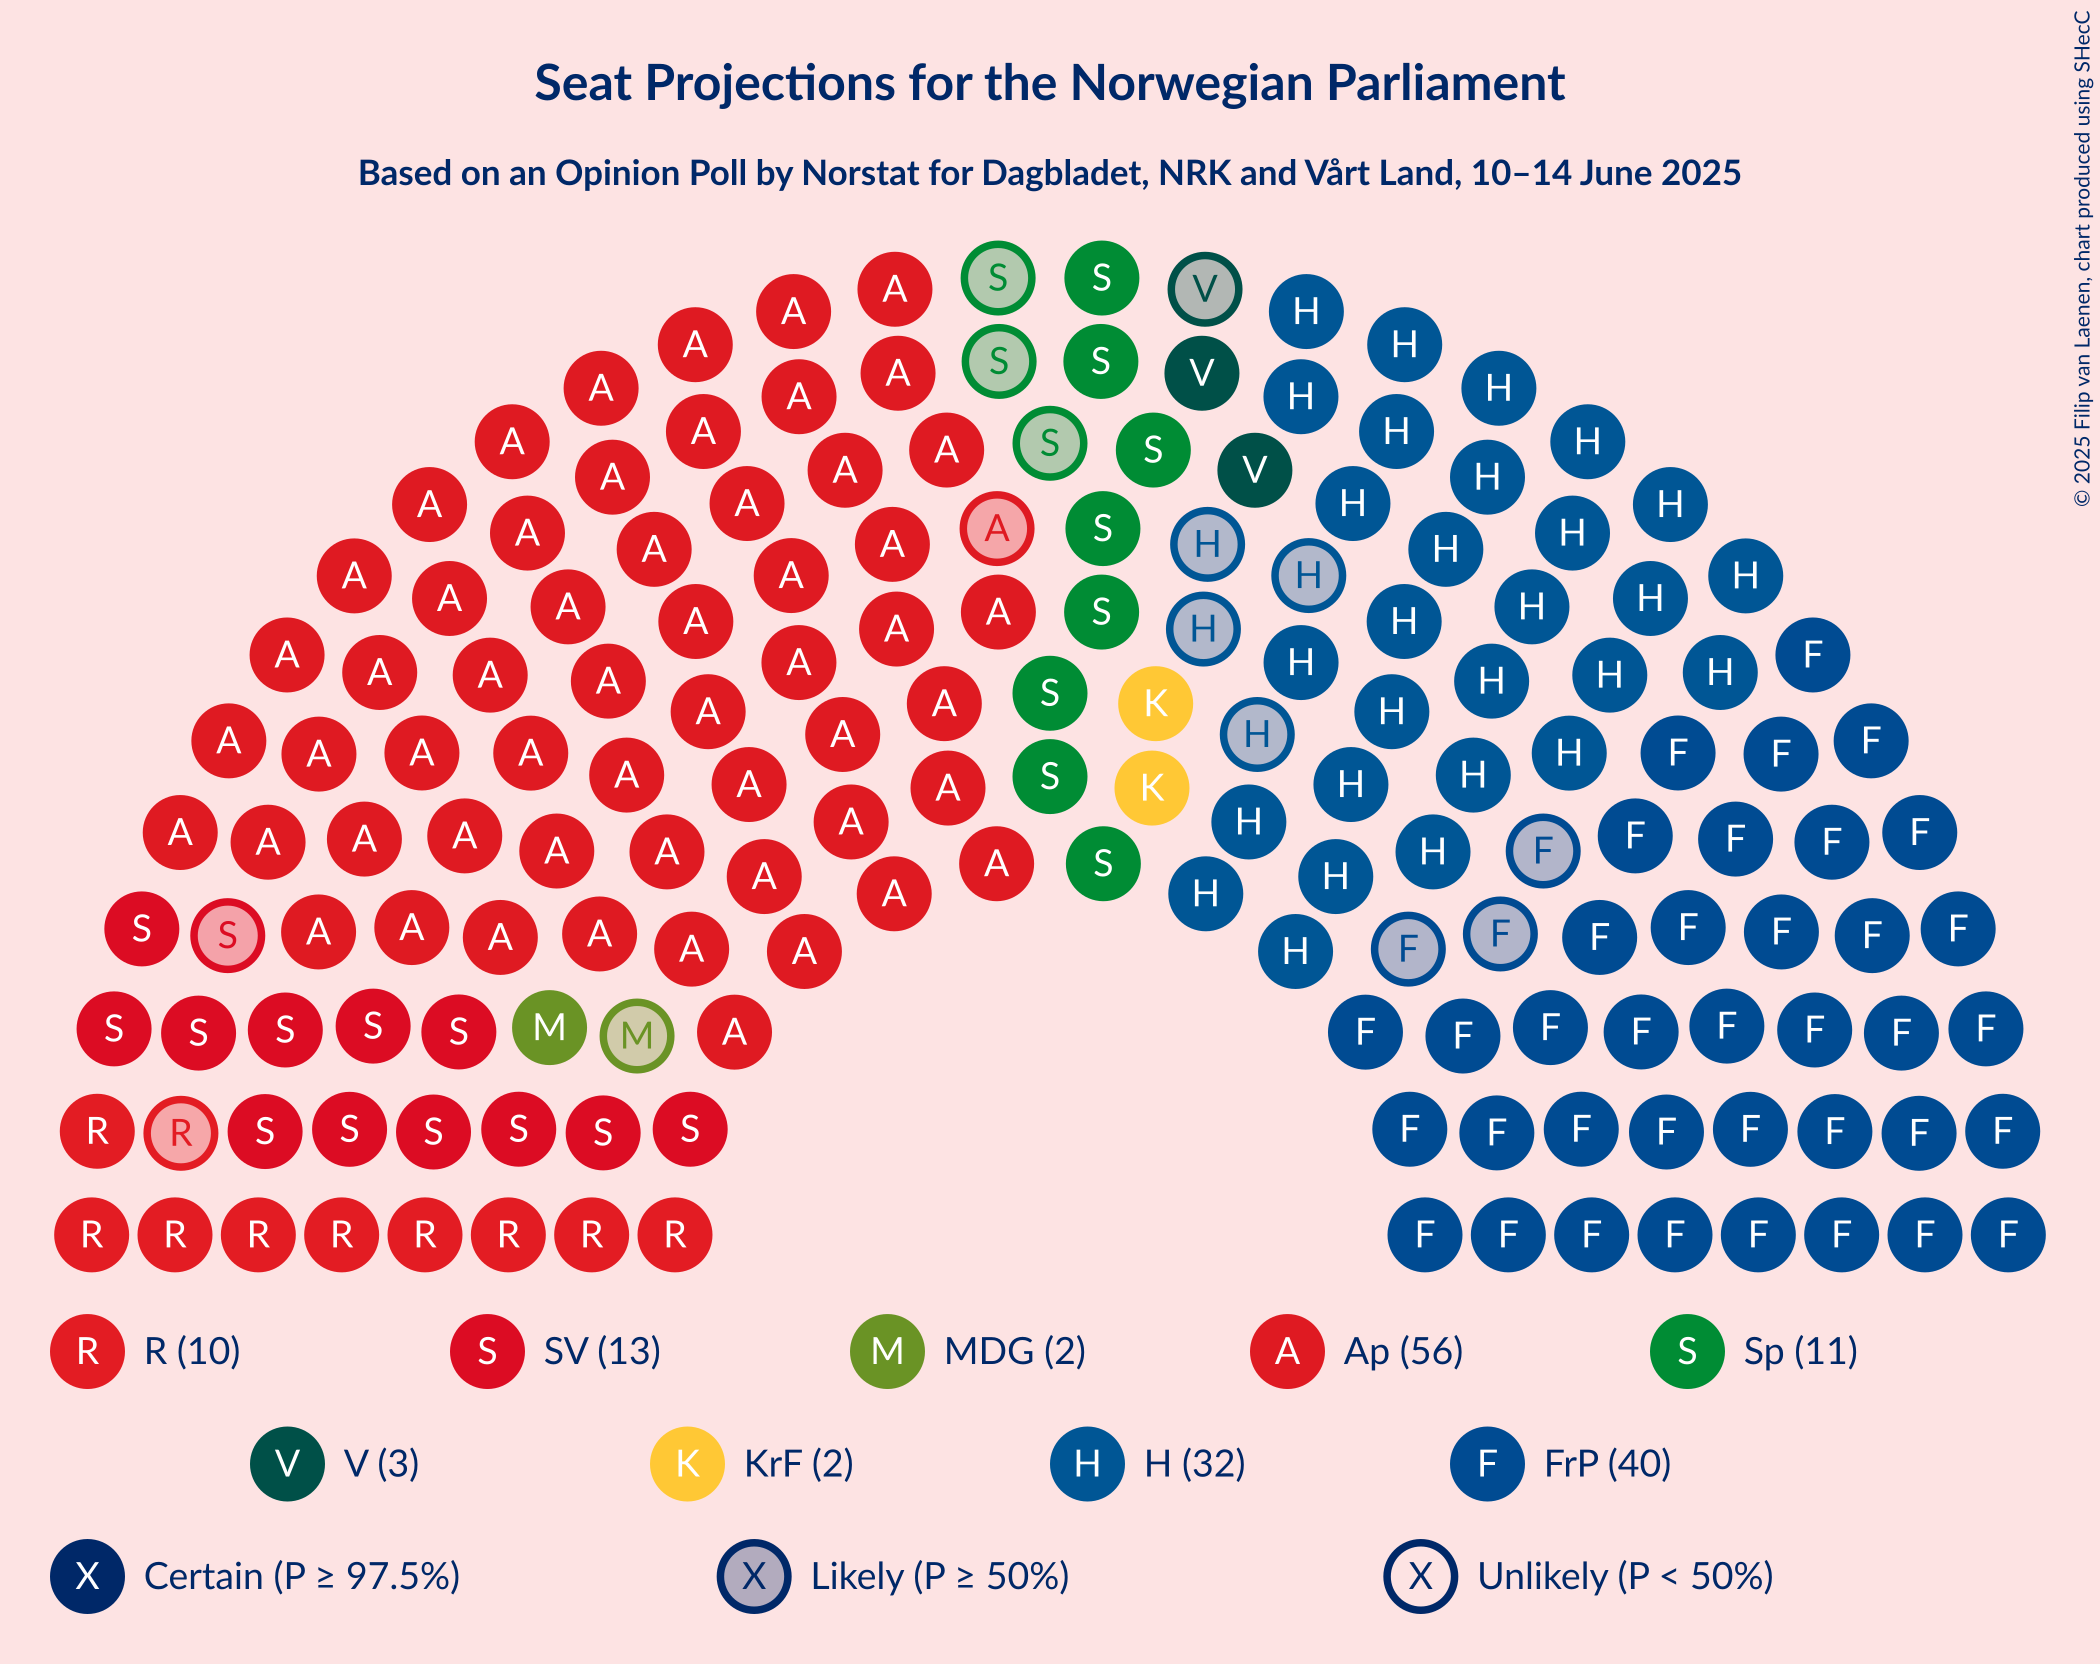 Seat Projections for the Norwegian Parliament
Based on an Opinion Poll by Norstat for Dagbladet, NRK and Vårt Land, 10–14 June 2025
© 2025 Filip van Laenen, chart produced using SHecC
A A S S V H H
A A A S S V H H H
A A A A A S S V H H H H
A A A A A A A S H H H H H H
A A A A A A A S H H H H H H
A A A A A A A S K H H H H H F
A A A A A A A A S K H H H H F F F
A A A A A A A A A S H H H F F F F F
S S A A A A A A A H H F F F F F F F
S S S S S M M A F F F F F F F F
R R S S S S S S F F F F F F F F
R R R R R R R R F F F F F F F F
R R (10) S SV (13) M MDG (2) A Ap (56) S Sp (11)
V V (3) K KrF (2) H H (32) F FrP (40)
X Certain (P ≥ 97.5%) X Likely (P ≥ 50%) X Unlikely (P < 50%)